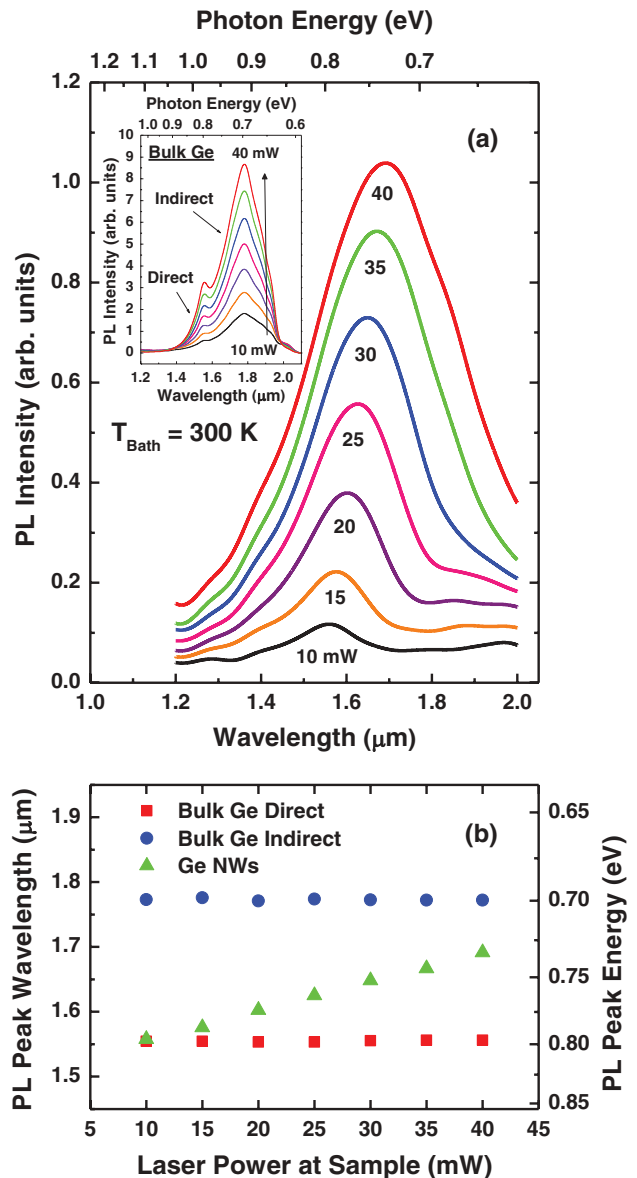 Photon Energy (eV)
1.2 1.1 1.0 0.9 0.8 0.7
1.2
1.0
0.8
0.6
0.4
0.2
0.0
PL Intensity (arb. units)
(a)
Photon Energy (eV)
1.0 0.9 0.8 0.7 0.6
10
9
8
7
6
5
4
3
2
1
0
PL Intensity (arb. units)
Bulk Ge
40 mW
Indirect
Direct
10 mW
1.2 1.4 1.6 1.8 2.0
Wavelength (μm)
T_Bath = 300 K
40
35
30
25
20
15
10 mW
1.0 1.2 1.4 1.6 1.8 2.0
Wavelength (μm)
PL Peak Wavelength (μm)
1.9
1.8
1.7
1.6
1.5
Bulk Ge Direct
Bulk Ge Indirect
Ge NWs
(b)
0.65
0.70
0.75
0.80
0.85
PL Peak Energy (eV)
5 10 15 20 25 30 35 40 45
Laser Power at Sample (mW)